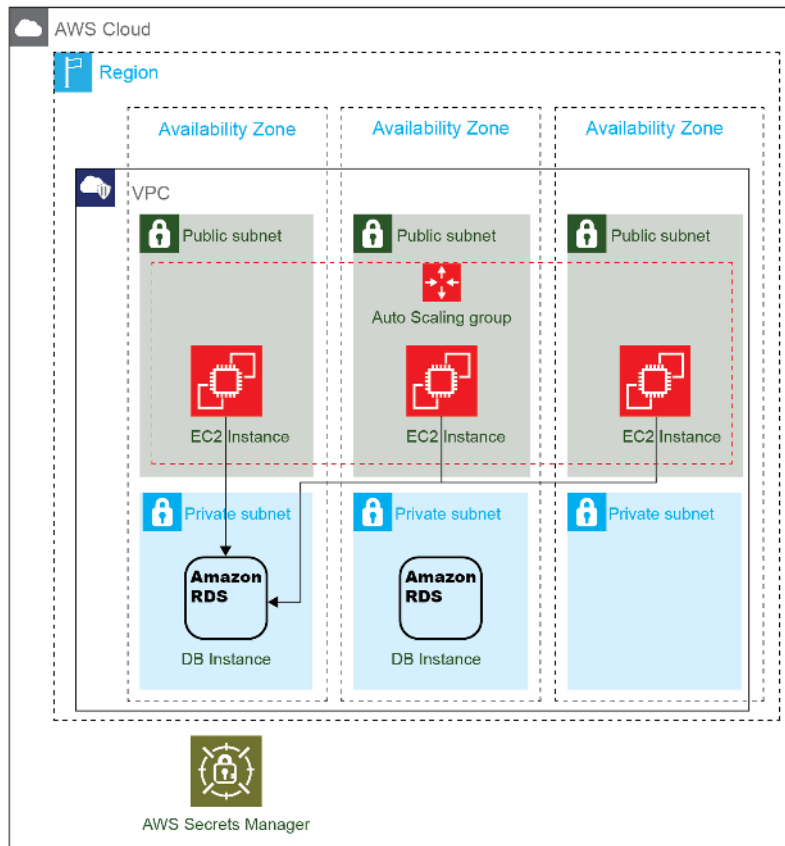 AWS Cloud
Region
Availability Zone
Availability Zone
Availability Zone
VPC
Public subnet
Public subnet
Public subnet
Auto Scaling group
EC2 Instance
EC2 Instance
EC2 Instance
Private subnet
Private subnet
Private subnet
Amazon
RDS
Amazon
RDS
DB Instance
DB Instance
AWS Secrets Manager